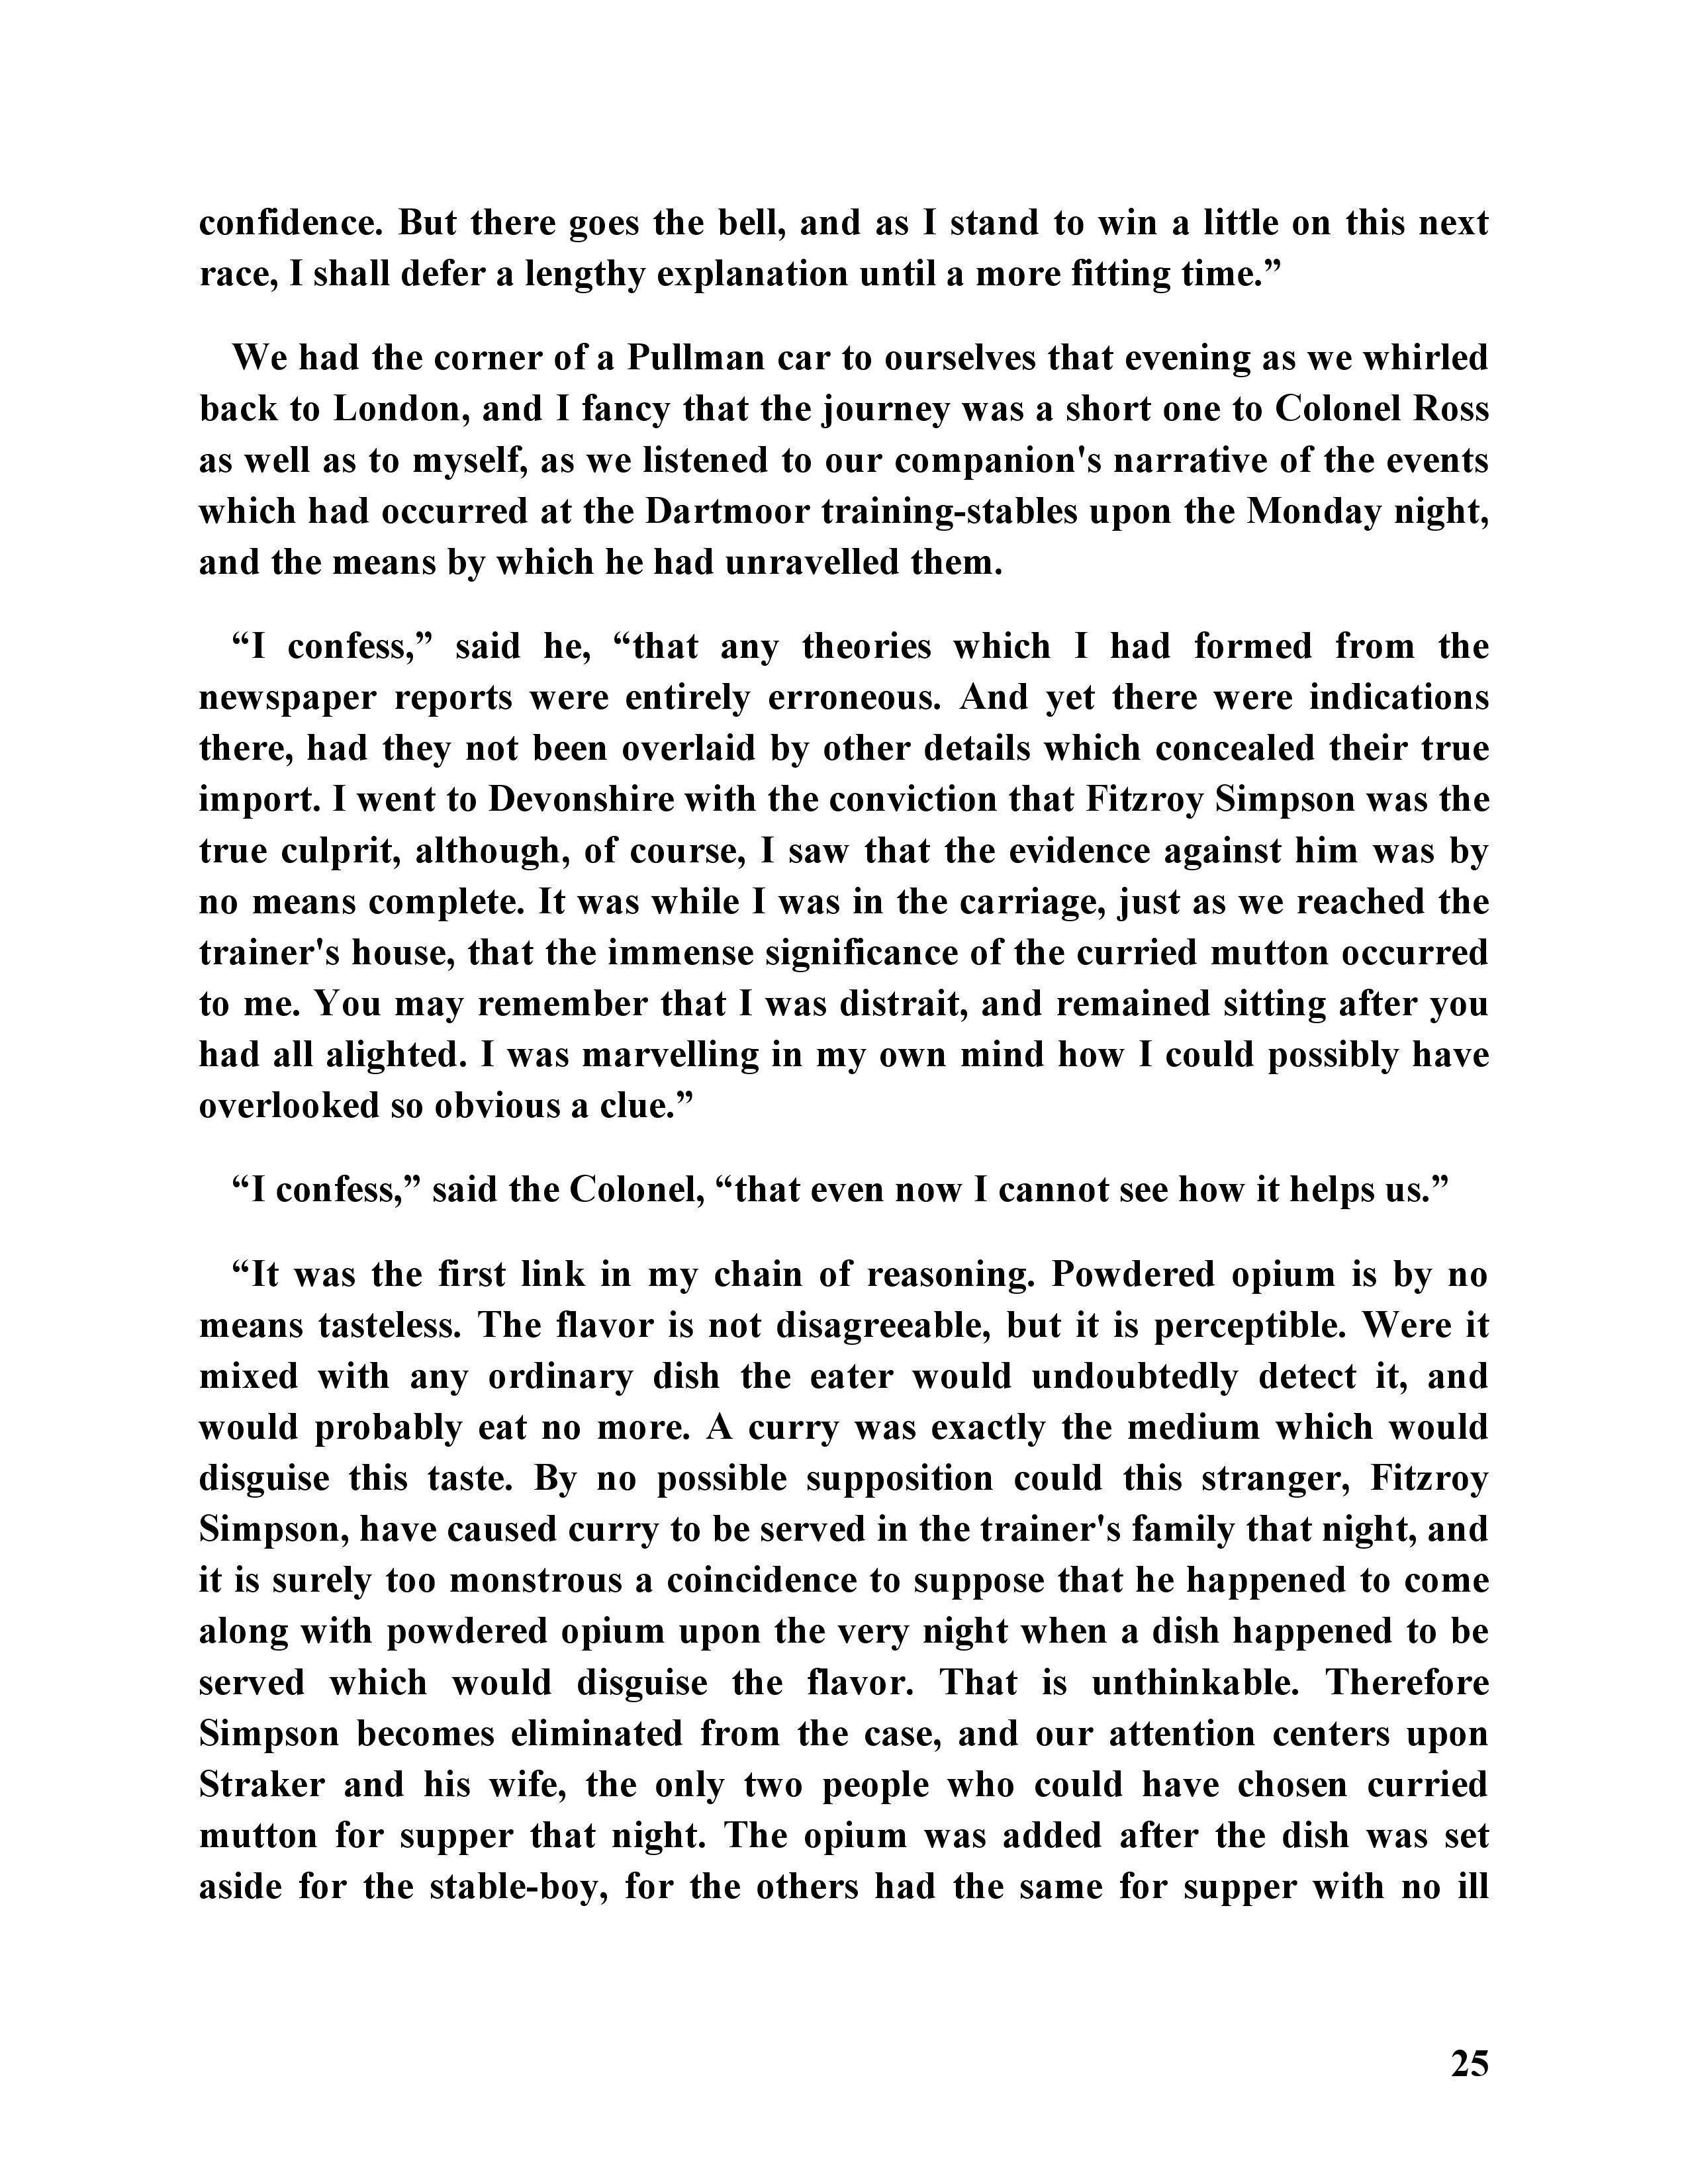 confidence. But there goes the bell, and as I stand to win a little on this next
race, I shall defer a lengthy explanation until a more fitting time.”
We had the corner of a Pullman car to ourselves that evening as we whirled
back to London, and I fancy that the journey was a short one to Colonel Ross
as well as to myself, as we listened to our companion's narrative of the events
which had occurred at the Dartmoor training-stables upon the Monday night,
and the means by which he had unravelled them.
“I confess,” said he, “that any theories which I had formed from the
newspaper reports were entirely erroneous. And yet there were indications
there, had they not been overlaid by other details which concealed their true
import. I went to Devonshire with the conviction that Fitzroy Simpson was the
true culprit, although, of course, I saw that the evidence against him was by
no means complete. It was while I was in the carriage, just as we reached the
trainer's house, that the immense significance of the curried mutton occurred
to me. You may remember that I was distrait, and remained sitting after you
had all alighted. I was marvelling in my own mind how I could possibly have
overlooked so obvious a clue.”
“I confess,” said the Colonel, “that even now I cannot see how it helps us.”
“It was the first link in my chain of reasoning. Powdered opium is by no
means tasteless. The flavor is not disagreeable, but it is perceptible. Were it
mixed with any ordinary dish the eater would undoubtedly detect it, and
would probably eat no more. A curry was exactly the medium which would
disguise this taste. By no possible supposition could this stranger, Fitzroy
Simpson, have caused curry to be served in the trainer's family that night, and
it is surely too monstrous a coincidence to suppose that he happened to come
along with powdered opium upon the very night when a dish happened to be
served which would disguise the flavor. That is unthinkable. Therefore
Simpson becomes eliminated from the case, and our attention centers upon
Straker and his wife, the only two people who could have chosen curried
mutton for supper that night. The opium was added after the dish was set
aside for the stable-boy, for the others had the same for supper with no ill
25